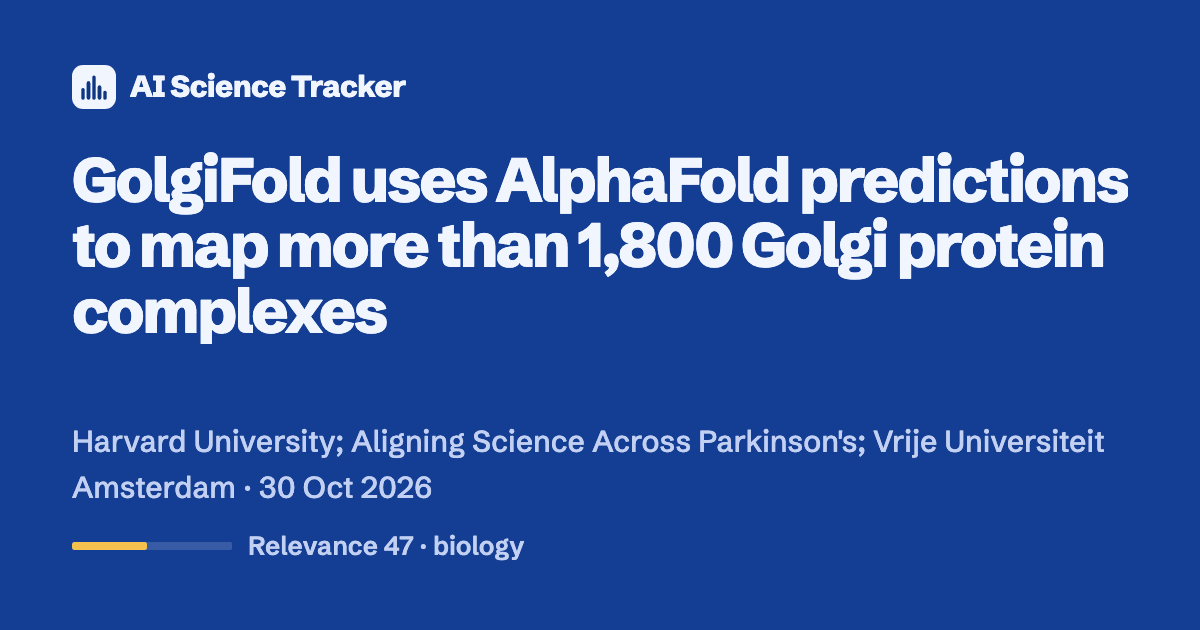 AI Science Tracker
GolgiFold uses AlphaFold predictions
to map more than 1,800 Golgi protein
complexes
Harvard University; Aligning Science Across Parkinson's; Vrije Universiteit
Amsterdam · 30 Oct 2026
Relevance 47 · biology